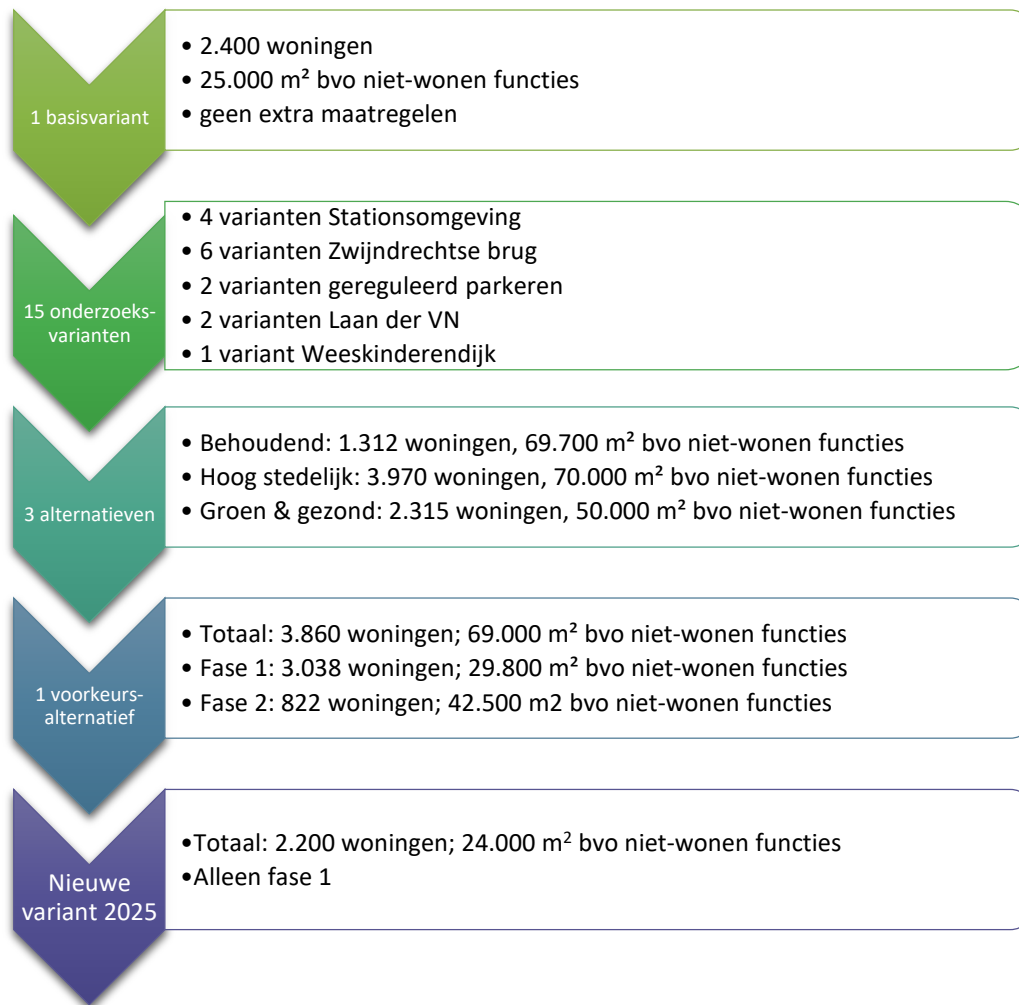 1 basisvariant
• 2.400 woningen
• 25.000 m² bvo niet-wonen functies
• geen extra maatregelen
15 onderzoeks-
varianten
• 4 varianten Stationsomgeving
• 6 varianten Zwijndrechtse brug
• 2 varianten gereguleerd parkeren
• 2 varianten Laan der VN
• 1 variant Weeskinderendijk
3 alternatieven
• Behoudend: 1.312 woningen, 69.700 m² bvo niet-wonen functies
• Hoog stedelijk: 3.970 woningen, 70.000 m² bvo niet-wonen functies
• Groen & gezond: 2.315 woningen, 50.000 m² bvo niet-wonen functies
1 voorkeurs-
alternatief
• Totaal: 3.860 woningen; 69.000 m² bvo niet-wonen functies
• Fase 1: 3.038 woningen; 29.800 m² bvo niet-wonen functies
• Fase 2: 822 woningen; 42.500 m2 bvo niet-wonen functies
Nieuwe
variant 2025
•Totaal: 2.200 woningen; 24.000 m² bvo niet-wonen functies
•Alleen fase 1